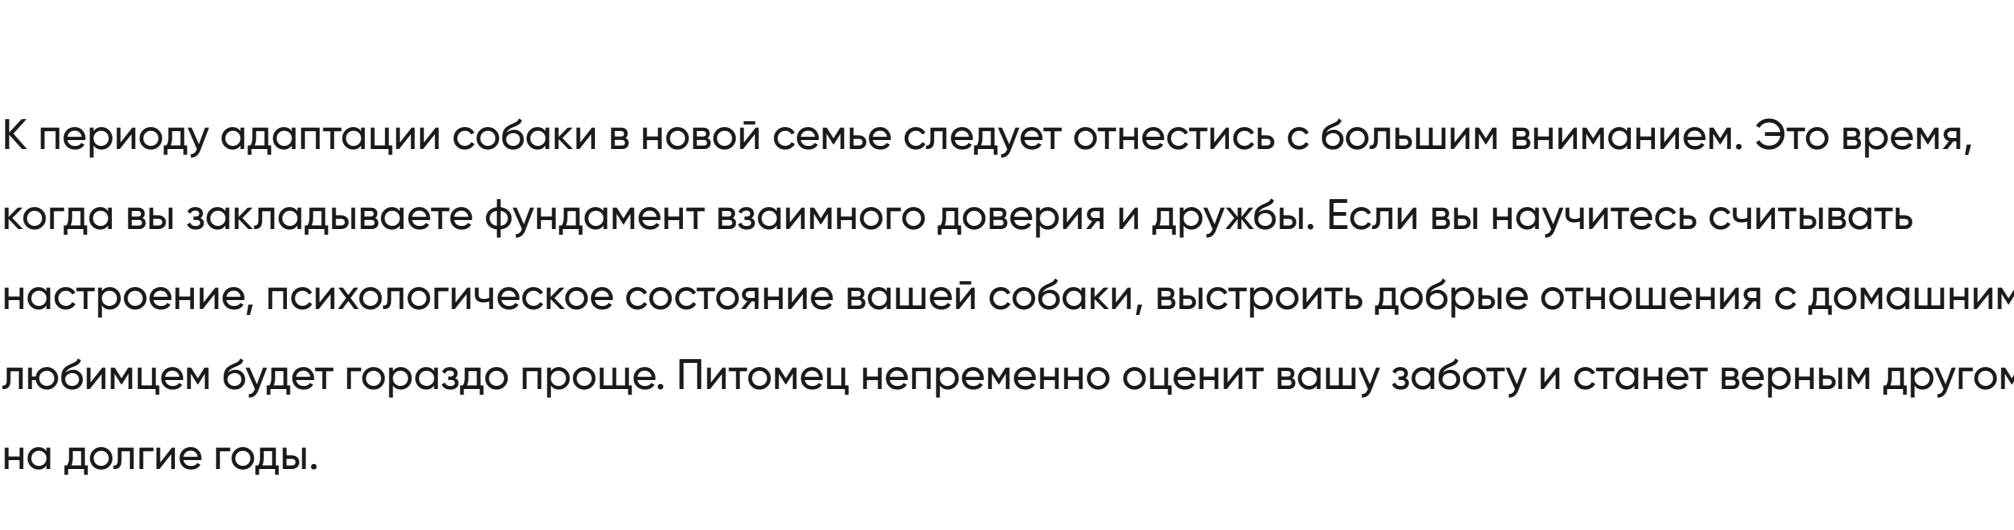 К периоду адаптации собаки в новой семье следует отнестись с большим вниманием. Это время,
когда вы закладываете фундамент взаимного доверия и дружбы. Если вы научитесь считывать
настроение, психологическое состояние вашей собаки, выстроить добрые отношения с домашним
любимцем будет гораздо проще. Питомец непременно оценит вашу заботу и станет верным другом
на долгие годы.